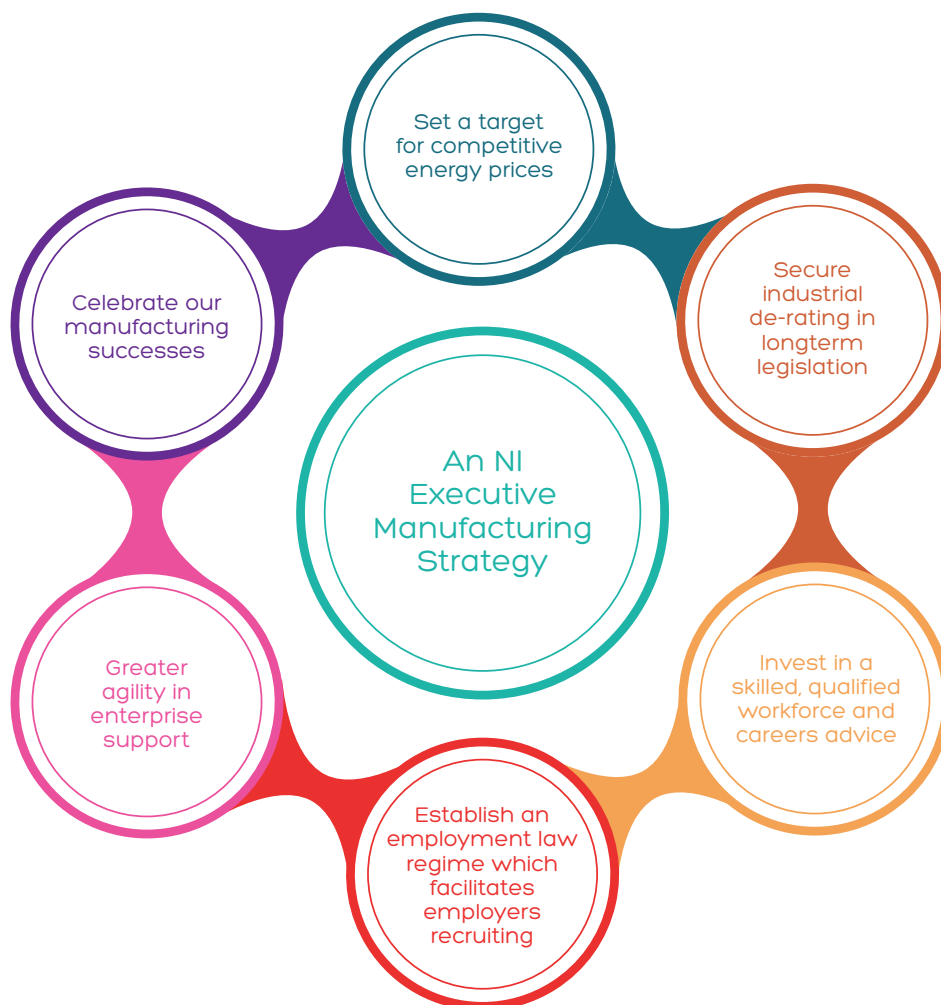 Set a target
for competitive
energy prices
Secure
industrial
de-rating in
longterm
legislation
Invest in a
skilled, qualified
workforce and
careers advice
Establish an
employment law
regime which
facilitates
employers
recruiting
Greater
agility in
enterprise
support
Celebrate our
manufacturing
successes
An NI
Executive
Manufacturing
Strategy